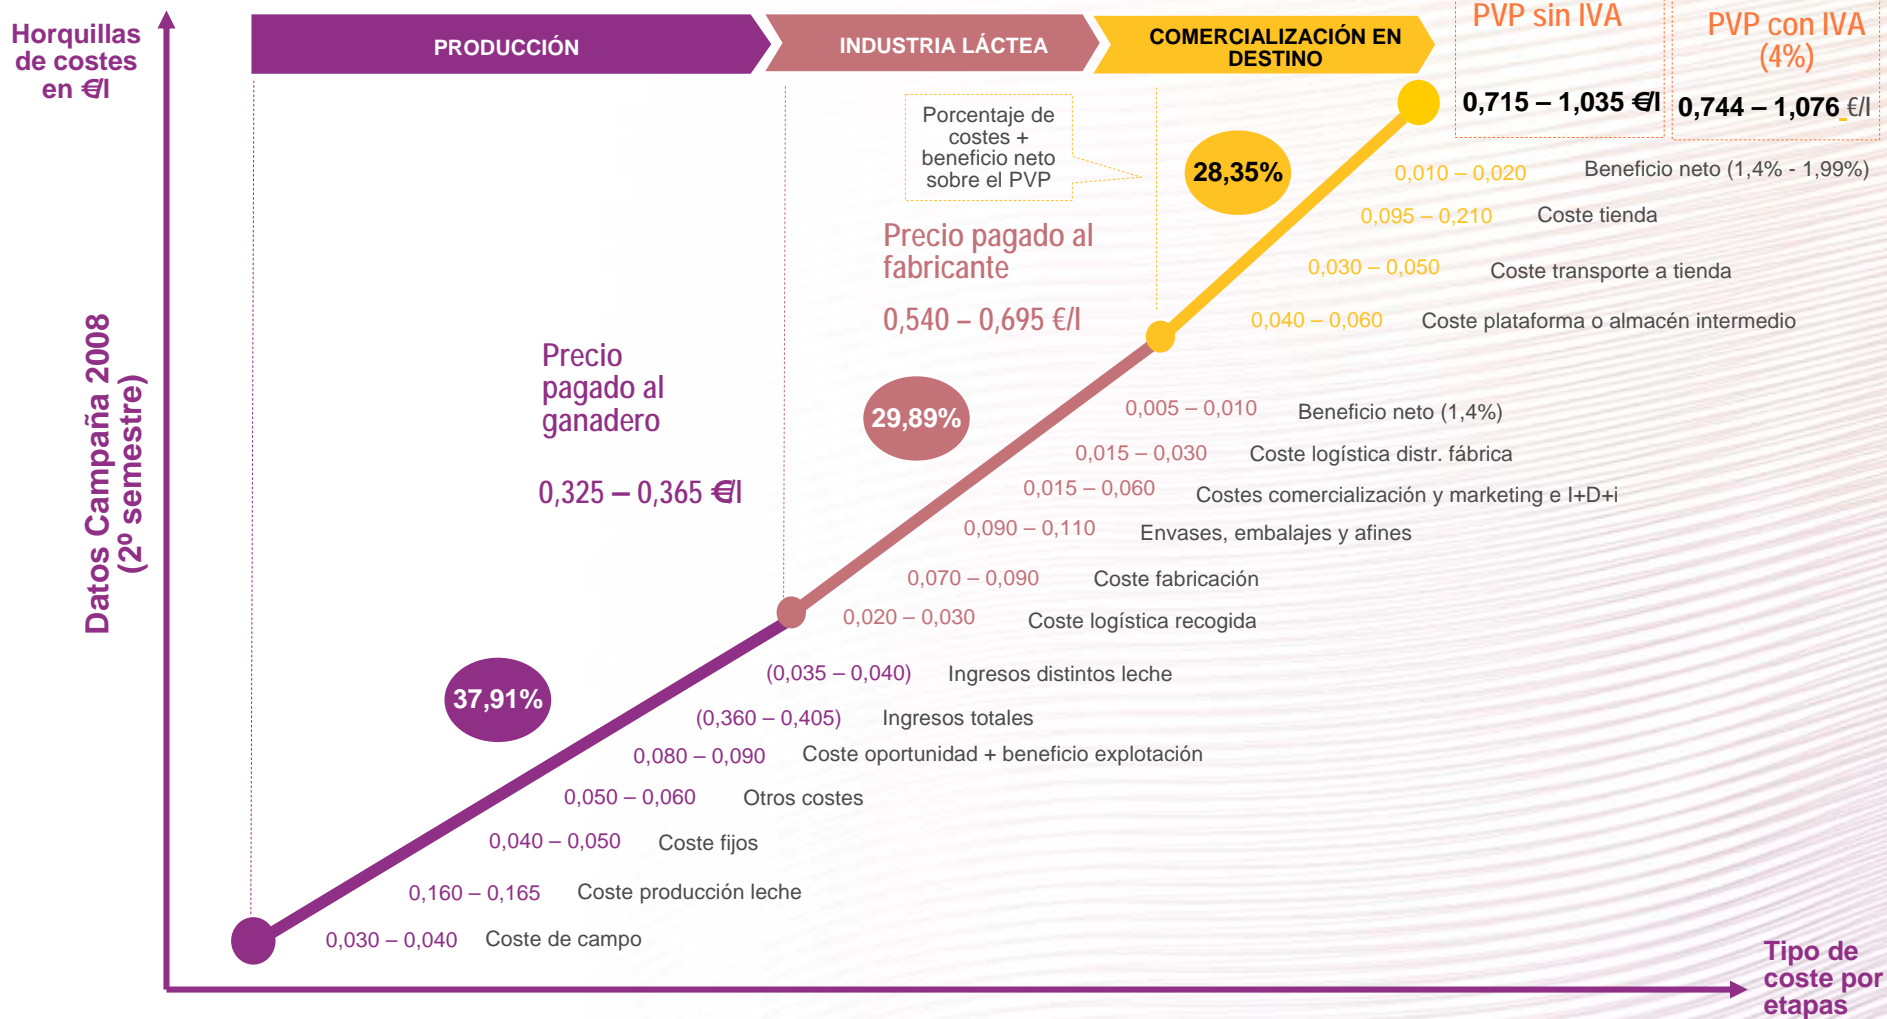 Horquillas
de costes
en €/l
PRODUCCIÓN
INDUSTRIA LÁCTEA
COMERCIALIZACIÓN EN
DESTINO
PVP sin IVA
0,715 – 1,035 €/l
PVP con IVA
(4%)
0,744 – 1,076 €/l
Porcentaje de
costes +
beneficio neto
sobre el PVP
28,35%
0,010 – 0,020 Beneficio neto (1,4% - 1,99%)
0,095 – 0,210 Coste tienda
0,030 – 0,050 Coste transporte a tienda
0,040 – 0,060 Coste plataforma o almacén intermedio
Precio pagado al
fabricante
0,540 – 0,695 €/l
29,89%
0,005 – 0,010 Beneficio neto (1,4%)
0,015 – 0,030 Coste logística distr. fábrica
0,015 – 0,060 Costes comercialización y marketing e I+D+i
0,090 – 0,110 Envases, embalajes y afines
0,070 – 0,090 Coste fabricación
0,020 – 0,030 Coste logística recogida
Precio
pagado al
ganadero
0,325 – 0,365 €/l
37,91%
(0,035 – 0,040) Ingresos distintos leche
(0,360 – 0,405) Ingresos totales
0,080 – 0,090 Coste oportunidad + beneficio explotación
0,050 – 0,060 Otros costes
0,040 – 0,050 Coste fijos
0,160 – 0,165 Coste producción leche
0,030 – 0,040 Coste de campo
Datos Campaña 2008
(2º semestre)
Tipo de
coste por
etapas